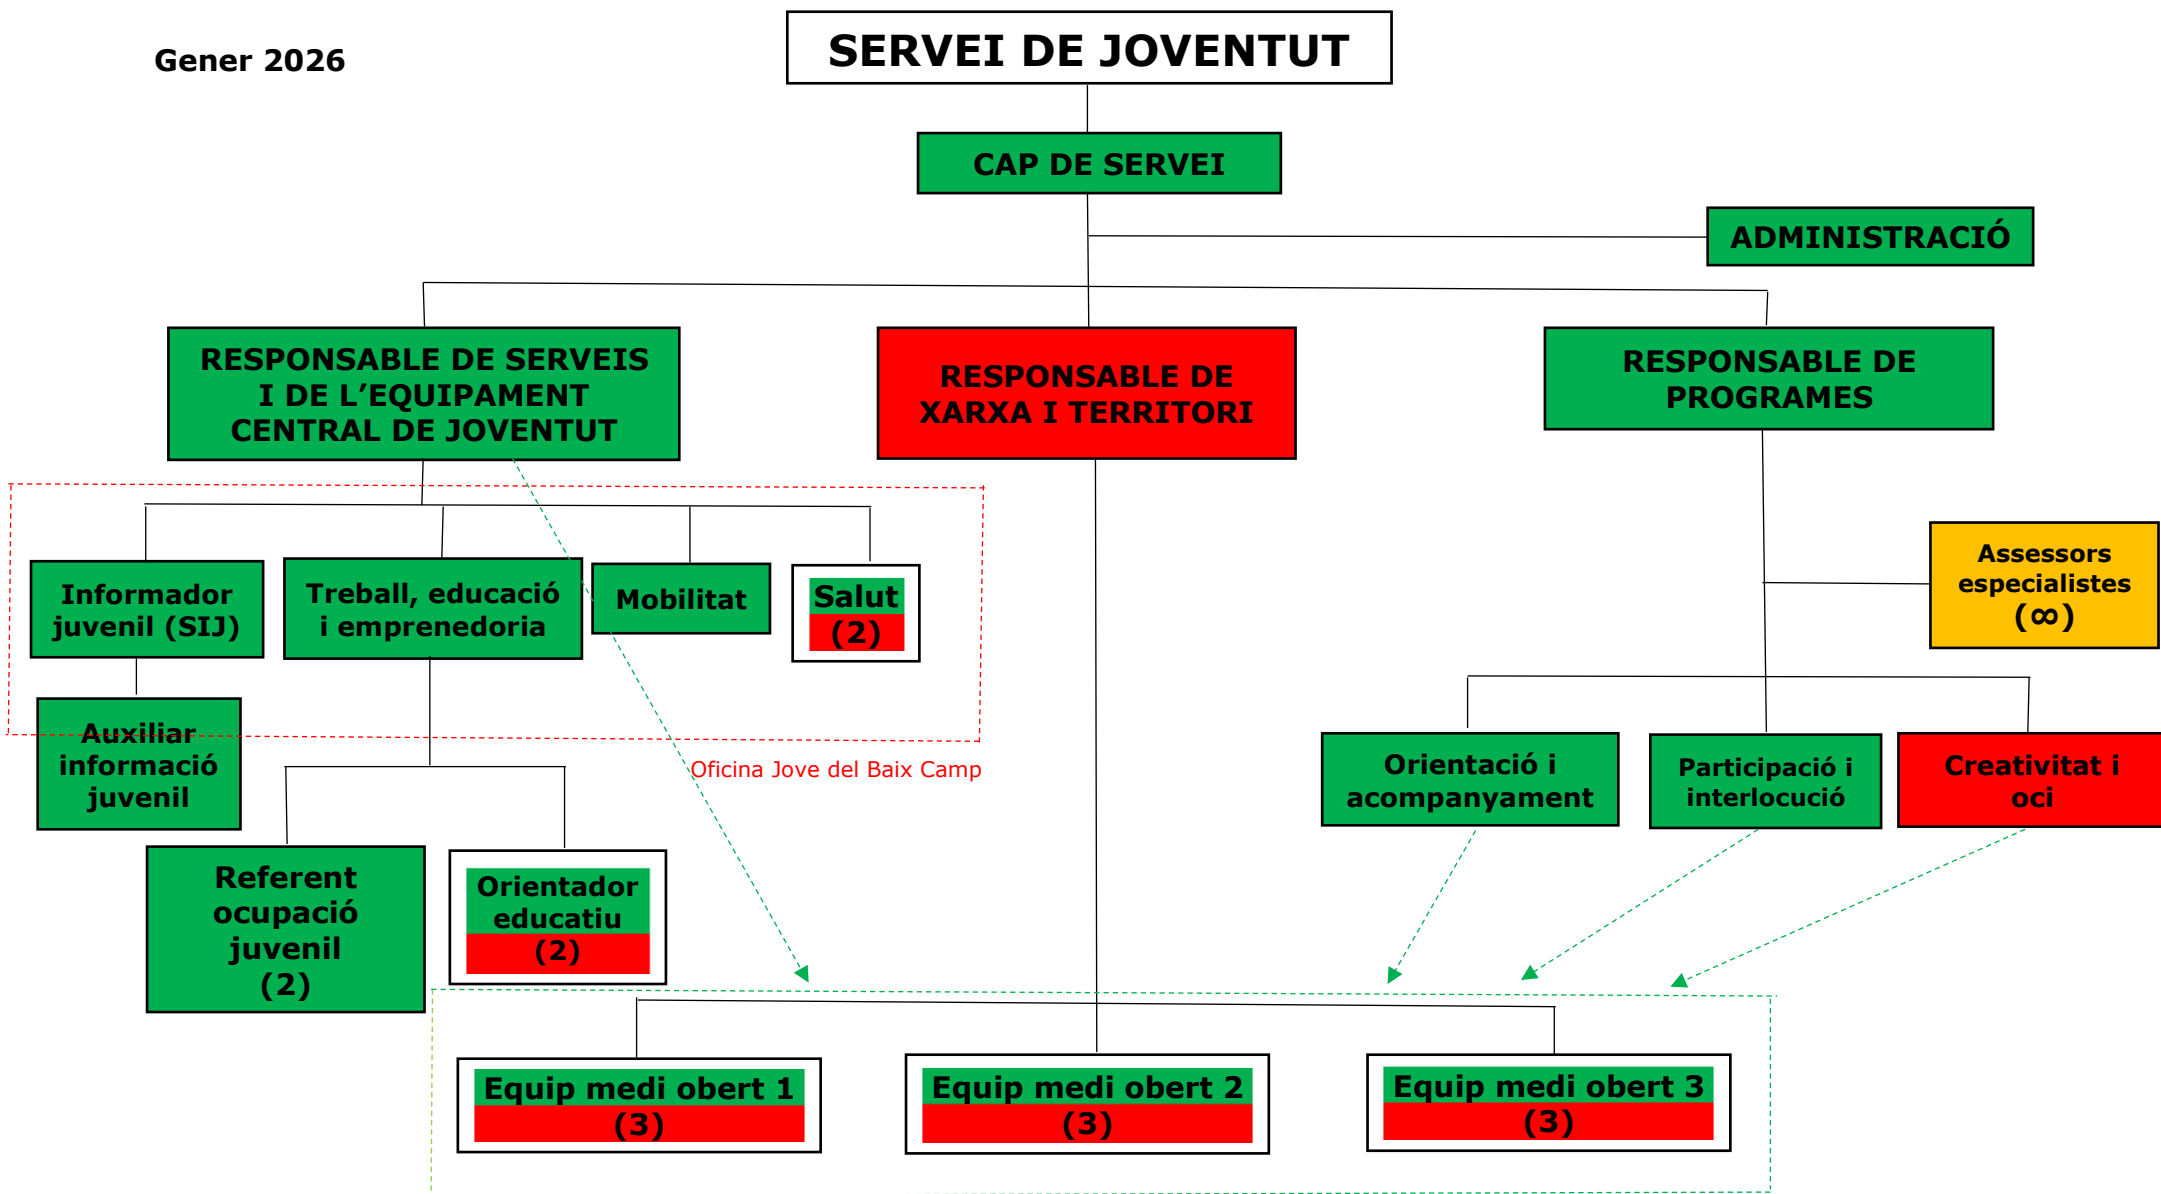 Gener 2026
SERVEI DE JOVENTUT
CAP DE SERVEI
ADMINISTRACIÓ
RESPONSABLE DE SERVEIS
I DE L’EQUIPAMENT
CENTRAL DE JOVENTUT
RESPONSABLE DE
XARXA I TERRITORI
RESPONSABLE DE
PROGRAMES
Informador
juvenil (SIJ)
Treball, educació
i emprenedoria
Mobilitat
Salut
(2)
Assessors
especialistes
(∞)
Auxiliar
informació
juvenil
Oficina Jove del Baix Camp
Orientació i
acompanyament
Participació i
interlocució
Creativitat i
oci
Referent
ocupació
juvenil
(2)
Orientador
educatiu
(2)
Equip medi obert 1
(3)
Equip medi obert 2
(3)
Equip medi obert 3
(3)